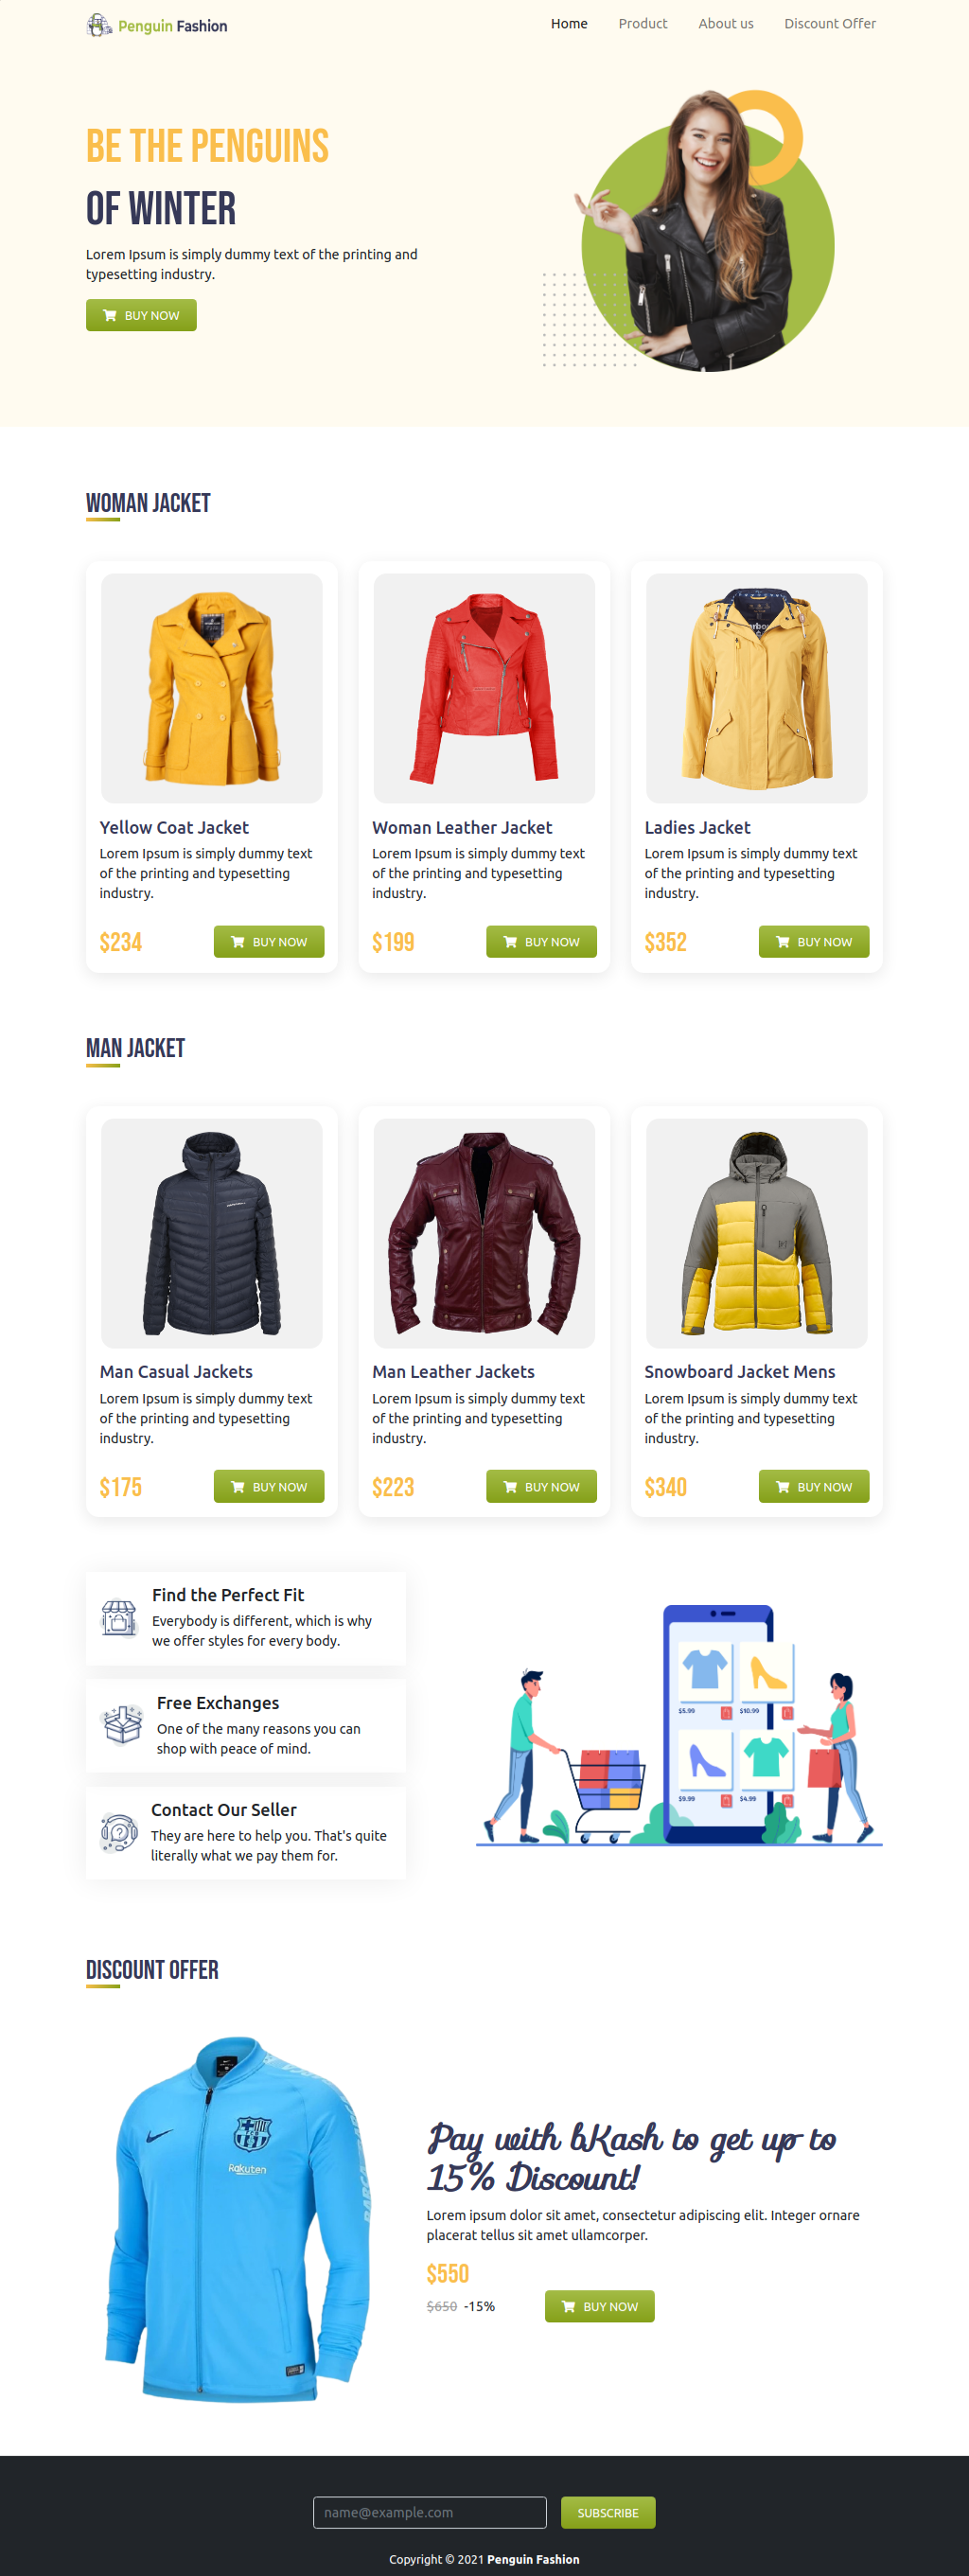 Penguin Fashion
Home Product About us Discount Offer
BE THE PENGUINS
OF WINTER
Lorem Ipsum is simply dummy text of the printing and
typesetting industry.
BUY NOW
WOMAN JACKET
Yellow Coat Jacket
Lorem Ipsum is simply dummy text
of the printing and typesetting
industry.
$234
BUY NOW
Woman Leather Jacket
Lorem Ipsum is simply dummy text
of the printing and typesetting
industry.
$199
BUY NOW
Ladies Jacket
Lorem Ipsum is simply dummy text
of the printing and typesetting
industry.
$352
BUY NOW
MAN JACKET
Man Casual Jackets
Lorem Ipsum is simply dummy text
of the printing and typesetting
industry.
$175
BUY NOW
Man Leather Jackets
Lorem Ipsum is simply dummy text
of the printing and typesetting
industry.
$223
BUY NOW
Snowboard Jacket Mens
Lorem Ipsum is simply dummy text
of the printing and typesetting
industry.
$340
BUY NOW
Find the Perfect Fit
Everybody is different, which is why
we offer styles for every body.
Free Exchanges
One of the many reasons you can
shop with peace of mind.
Contact Our Seller
They are here to help you. That's quite
literally what we pay them for.
$5.99
$10.99
$9.99
$4.99
DISCOUNT OFFER
Rakuten
Pay with bKash to get up to
15% Discount!
Lorem ipsum dolor sit amet, consectetur adipiscing elit. Integer ornare
placerat tellus sit amet ullamcorper.
$550
$650 -15%
BUY NOW
name@example.com
SUBSCRIBE
Copyright © 2021 Penguin Fashion